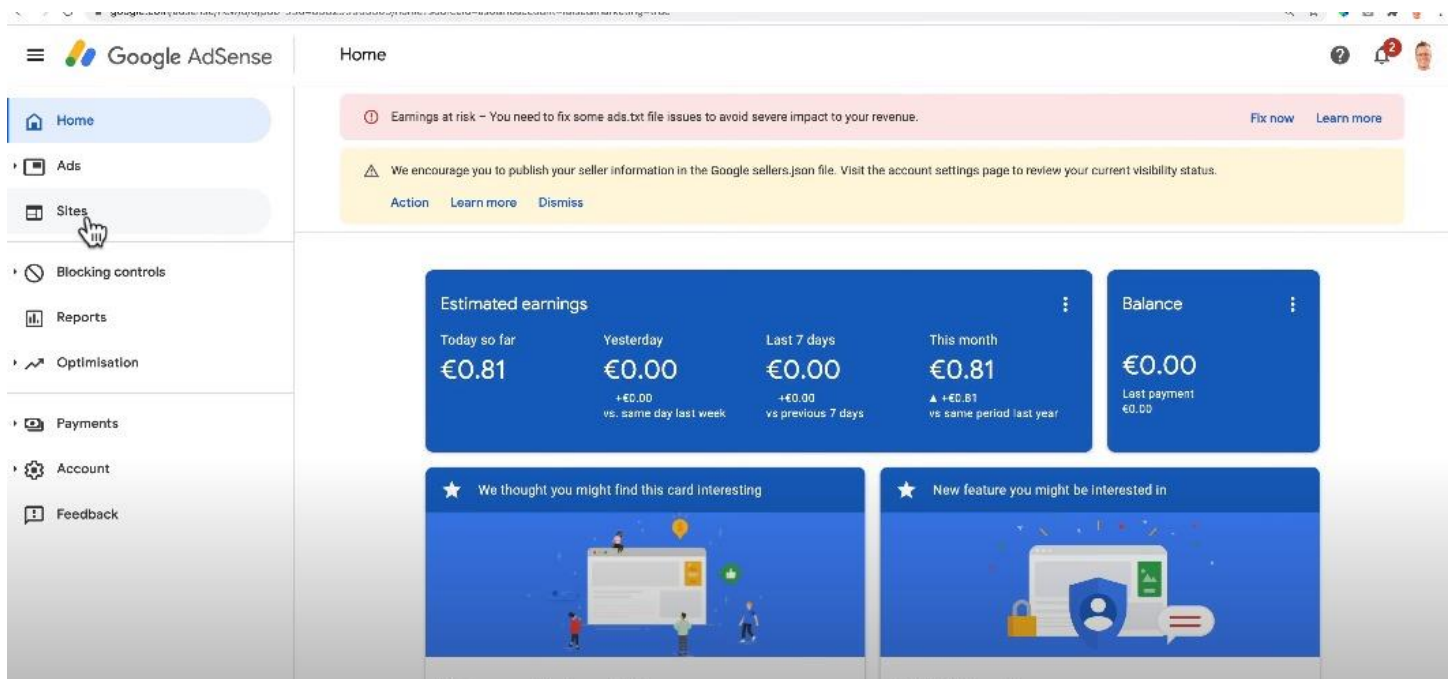 Google AdSense
Home
2
Home
Ads
Sites
Blocking controls
Reports
Optimisation
Payments
Account
Feedback
Earnings at risk – You need to fix some ads.txt file issues to avoid severe impact to your revenue.
Fix now Learn more
We encourage you to publish your seller information in the Google sellers.json file. Visit the account settings page to review your current visibility status.
Action Learn more Dismiss
Estimated earnings
Today so far Yesterday Last 7 days This month
€0.81 €0.00 €0.00 €0.81
+€0.00 +€0.00 ▲ +€0.81
vs. same day last week vs previous 7 days vs same period last year
Balance
€0.00
Last payment
€0.00
We thought you might find this card interesting
New feature you might be interested in